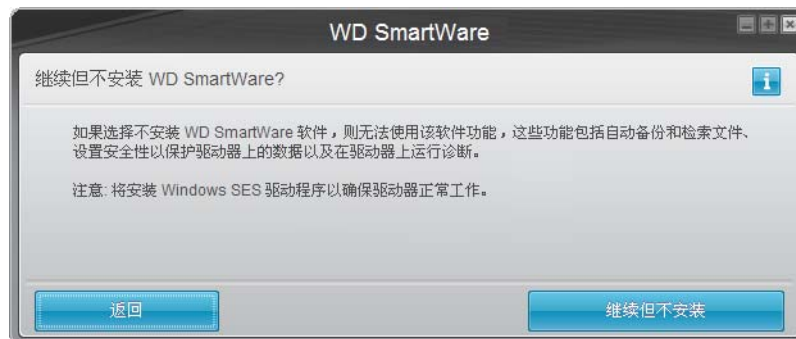 WD SmartWare
继续但不安装 WD SmartWare?
如果选择不安装 WD SmartWare 软件，则无法使用该软件功能，这些功能包括自动备份和检索文件、
设置安全性以保护驱动器上的数据以及在驱动器上运行诊断。
注意: 将安装 Windows SES 驱动程序以确保驱动器正常工作。
返回
继续但不安装